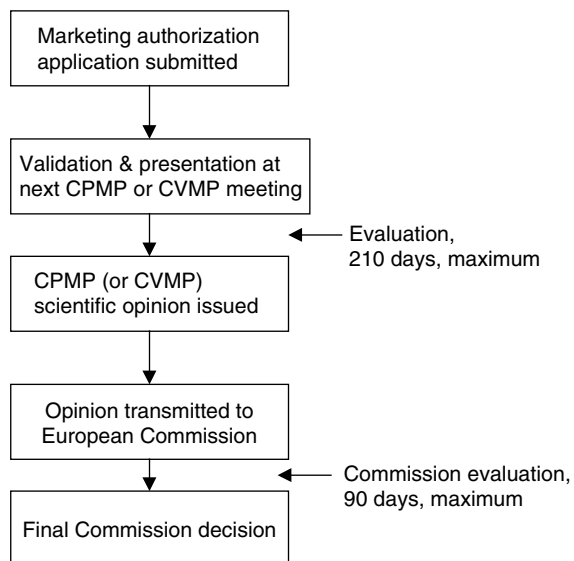 Marketing authorization
application submitted
Validation & presentation at
next CPMP or CVMP meeting
Evaluation,
210 days, maximum
CPMP (or CVMP)
scientific opinion issued
Opinion transmitted to
European Commission
Commission evaluation,
90 days, maximum
Final Commission decision